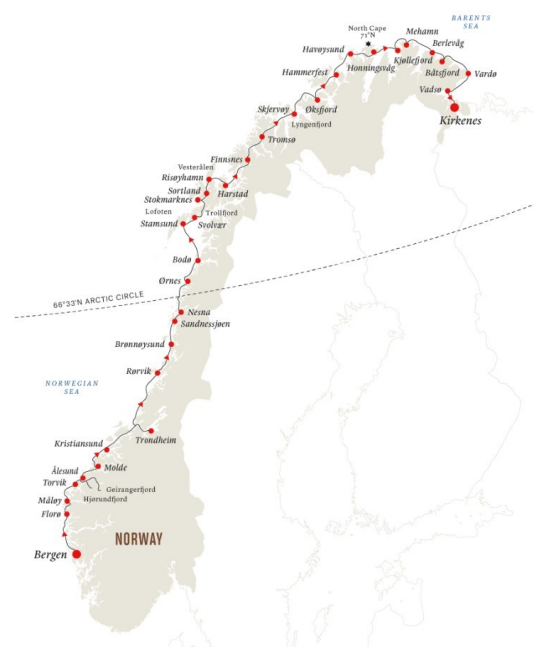 BARENTS
SEA
North Cape
71°N
Mehamn
Havøysund
Berlevåg
Honningsvåg
Kjøllefjord
Hammerfest
Båtsfjord
Vardø
Vadsø
Øksfjord
Skjervøy
Kirkenes
Lyngenfjord
Tromsø
Finnsnes
Vesterålen
Risøyhamn
Sortland
Harstad
Stokmarknes
Lofoten
Trollfjord
Stamsund
Svolvær
Bodø
Ørnes
66°33'N ARCTIC CIRCLE
Nesna
Sandnessjøen
Brønnøysund
Rørvik
NORWEGIAN
SEA
Kristiansund
Trondheim
Ålesund
Molde
Torvik
Geirangerfjord
Måløy
Hjørundfjord
Florø
NORWAY
Bergen